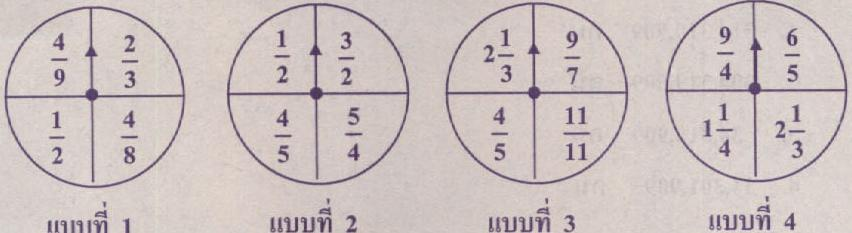 4/9 2/3 1/2 3/2 2 1/3 9/7 9/4 6/5
1/2 4/8 4/5 5/4 4/5 11/11 1 1/4 2 1/3
แบบที่ 1 แบบที่ 2 แบบที่ 3 แบบที่ 4